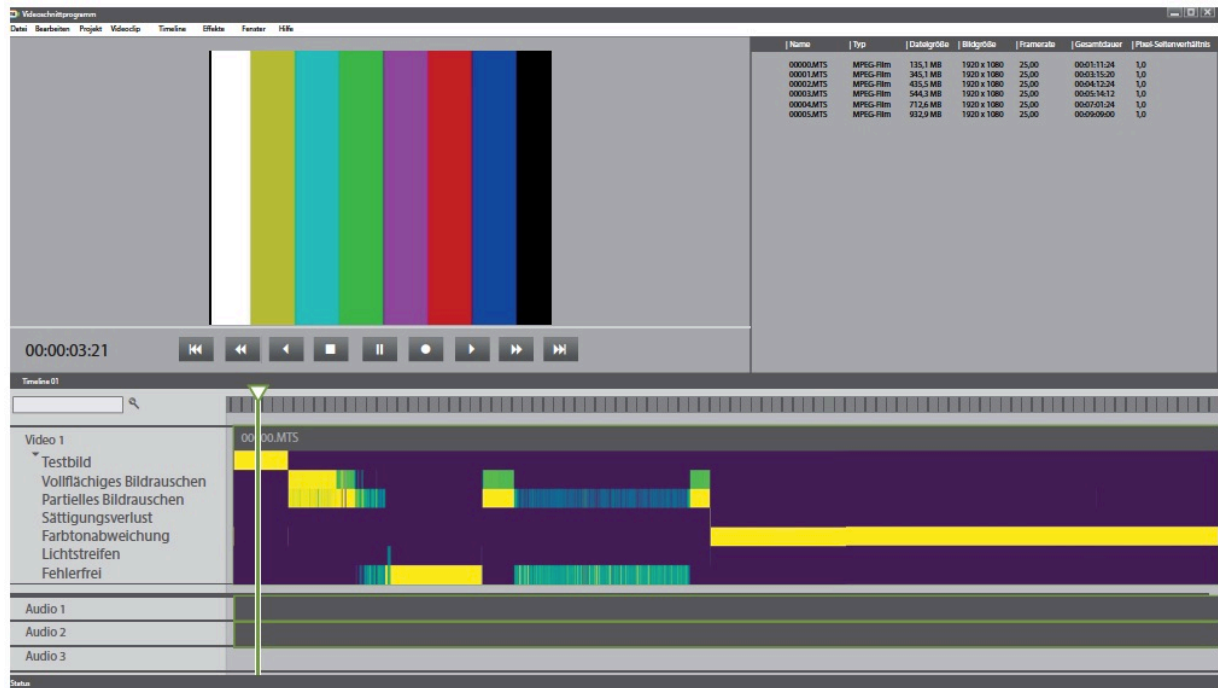 Videoschnittprogramm
Datei Bearbeiten Projekt Videoclip Timeline Effekte Fenster Hilfe
|Name |Typ |Dateigröße |Bildgröße |Framerate |Gesamtdauer |Pixel-Seitenverhältnis
00000.MTS MPEG-Film 135,1 MB 1920 x 1080 25,00 00:01:11:24 1,0
00001.MTS MPEG-Film 345,1 MB 1920 x 1080 25,00 00:03:15:20 1,0
00002.MTS MPEG-Film 435,5 MB 1920 x 1080 25,00 00:04:12:24 1,0
00003.MTS MPEG-Film 544,3 MB 1920 x 1080 25,00 00:05:14:12 1,0
00004.MTS MPEG-Film 712,6 MB 1920 x 1080 25,00 00:07:01:24 1,0
00005.MTS MPEG-Film 932,9 MB 1920 x 1080 25,00 00:09:09:00 1,0
00:00:03:21
Timeline 01
Video 1
00000.MTS
Testbild
Vollflächiges Bildrauschen
Partielles Bildrauschen
Sättigungsverlust
Farbtonabweichung
Lichtstreifen
Fehlerfrei
Audio 1
Audio 2
Audio 3
Status